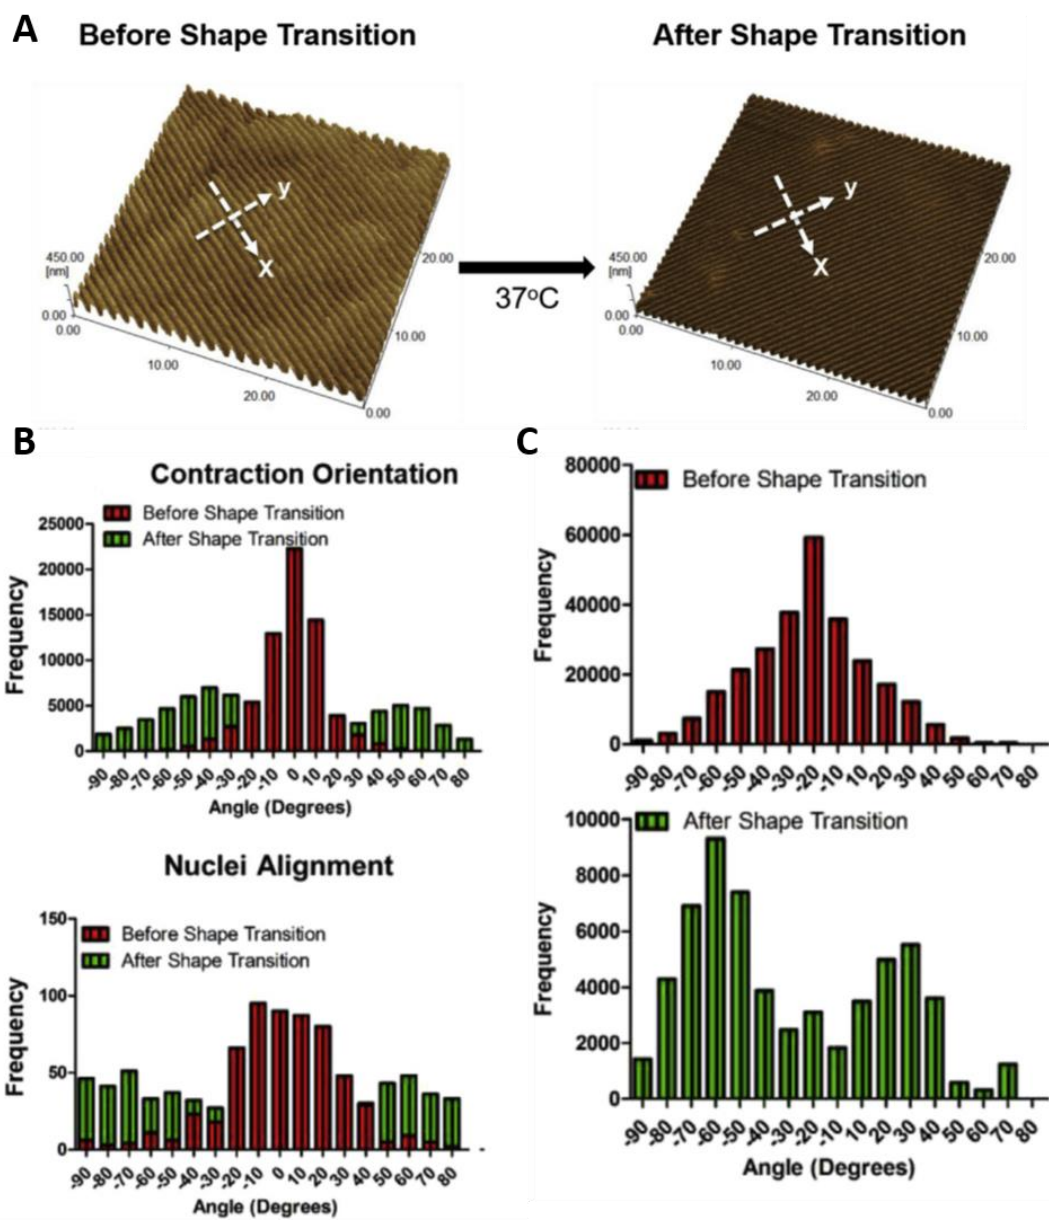 A
Before Shape Transition
After Shape Transition
y
X
450.00
[nm]
0.00
0.00
10.00
20.00
0.00
10.00
20.00
37°C
y
X
450.00
[nm]
0.00
0.00
10.00
20.00
0.00
10.00
20.00
B
Contraction Orientation
Before Shape Transition
After Shape Transition
Frequency
25000
20000
15000
10000
5000
0
-90 -80 -70 -60 -50 -40 -30 -20 -10 0 10 20 30 40 50 60 70 80
Angle (Degrees)
Nuclei Alignment
Before Shape Transition
After Shape Transition
Frequency
150
100
50
0
-90 -80 -70 -60 -50 -40 -30 -20 -10 0 10 20 30 40 50 60 70 80
Angle (Degrees)
C
Before Shape Transition
Frequency
80000
60000
40000
20000
0
-90 -80 -70 -60 -50 -40 -30 -20 -10 10 20 30 40 50 60 70 80
After Shape Transition
Frequency
10000
8000
6000
4000
2000
0
-90 -80 -70 -60 -50 -40 -30 -20 -10 10 20 30 40 50 60 70 80
Angle (Degrees)